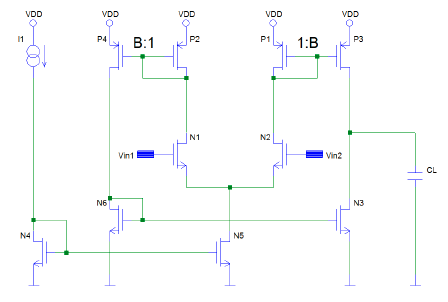 VDD VDD VDD VDD VDD
I1 P4 B:1 P2 P1 1:B P3
N1 N2
Vin1 Vin2
CL
N6 N3
N4 N5